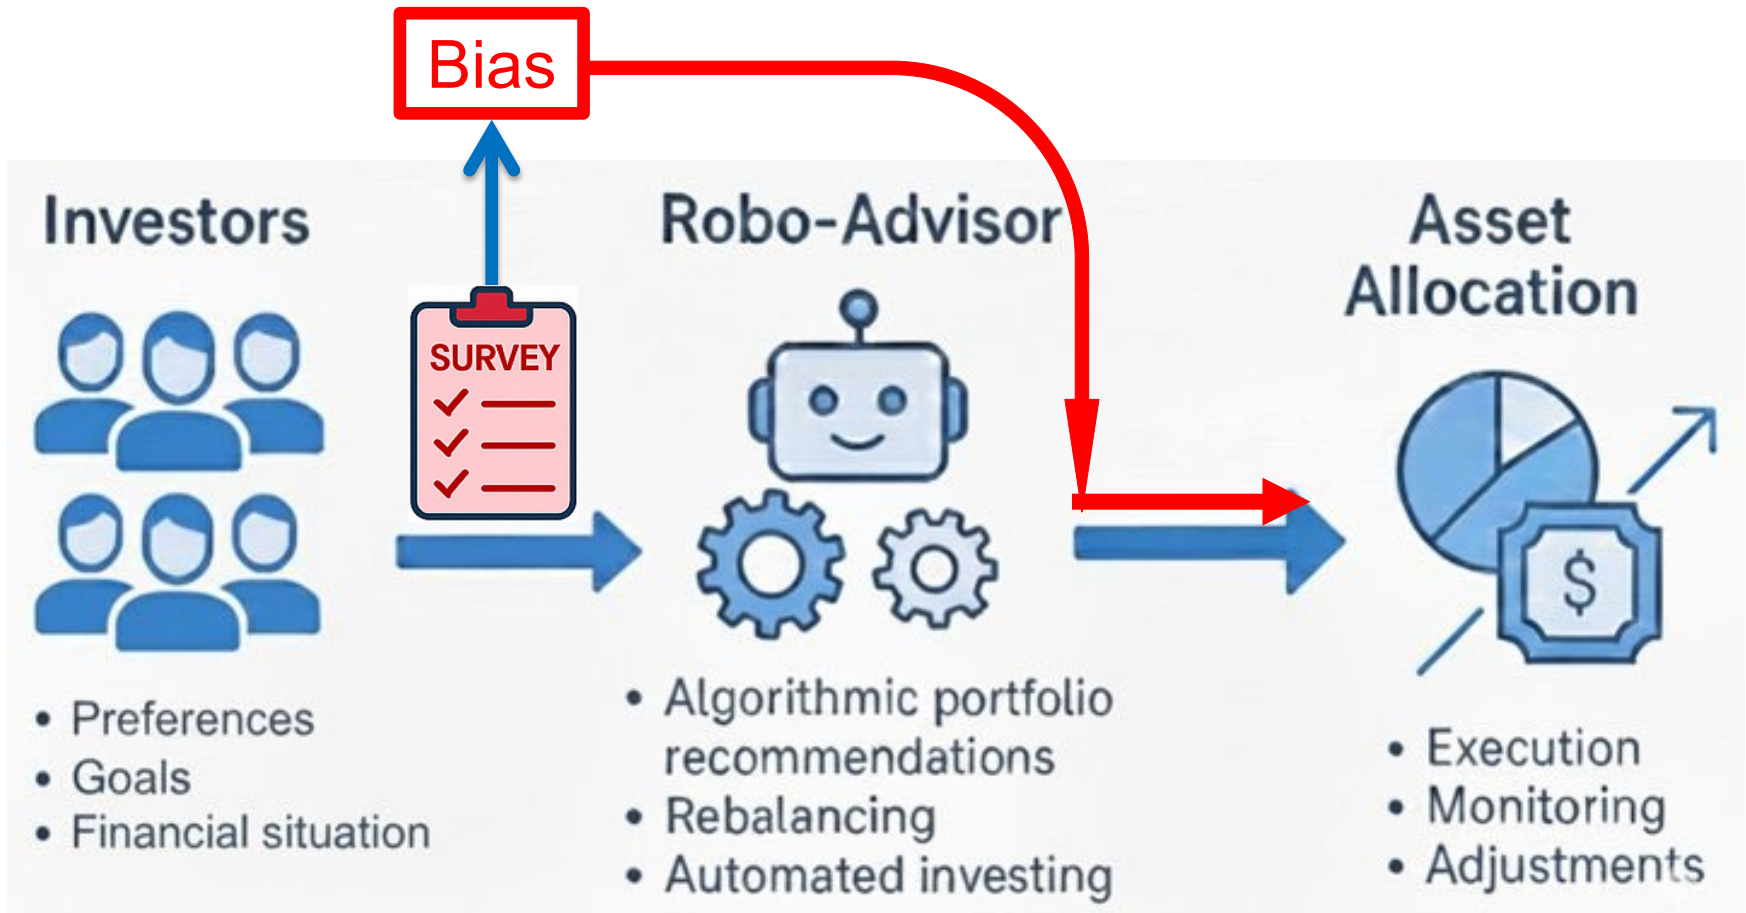 Bias
Investors
Robo-Advisor
Asset
Allocation
SURVEY
$
• Preferences
• Goals
• Financial situation
• Algorithmic portfolio
recommendations
• Rebalancing
• Automated investing
• Execution
• Monitoring
• Adjustments